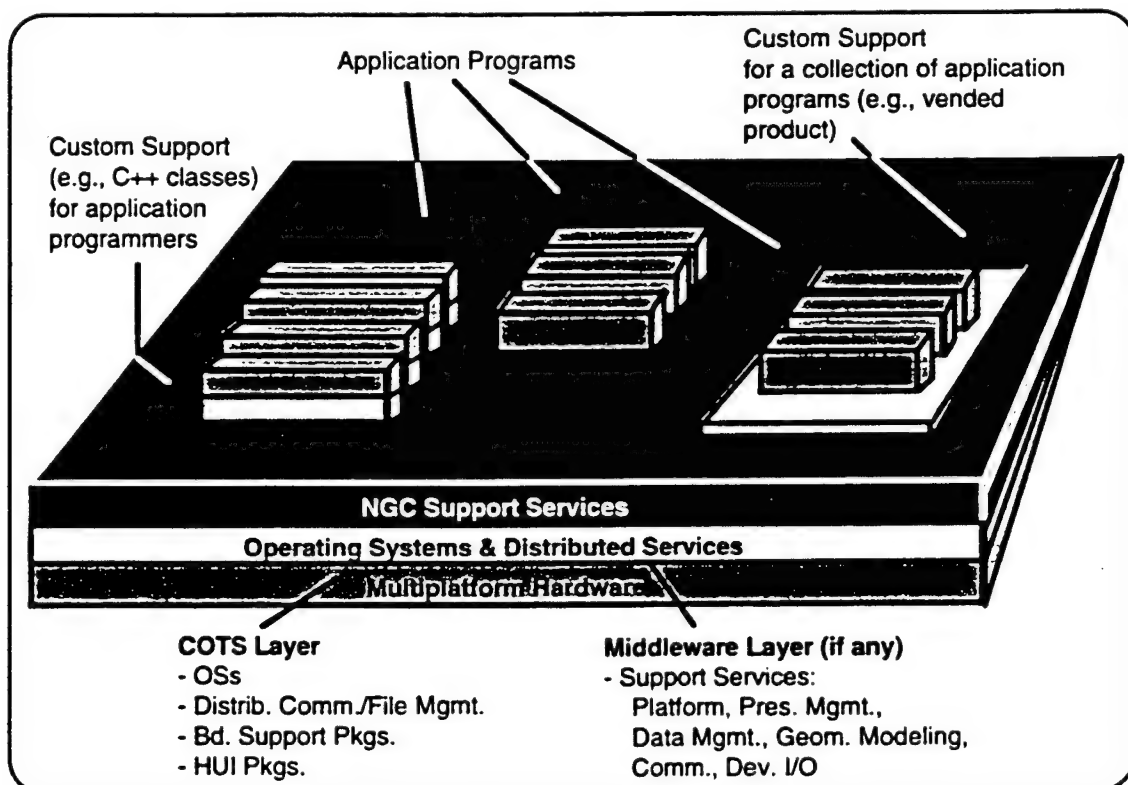 Application Programs
Custom Support
for a collection of application
programs (e.g., vended
product)
Custom Support
(e.g., C++ classes)
for application
programmers
NGC Support Services
Operating Systems & Distributed Services
Multiplatform Hardware
COTS Layer
- OSs
- Distrib. Comm./File Mgmt.
- Bd. Support Pkgs.
- HUI Pkgs.
Middleware Layer (if any)
- Support Services:
Platform, Pres. Mgmt.,
Data Mgmt., Geom. Modeling,
Comm., Dev. I/O